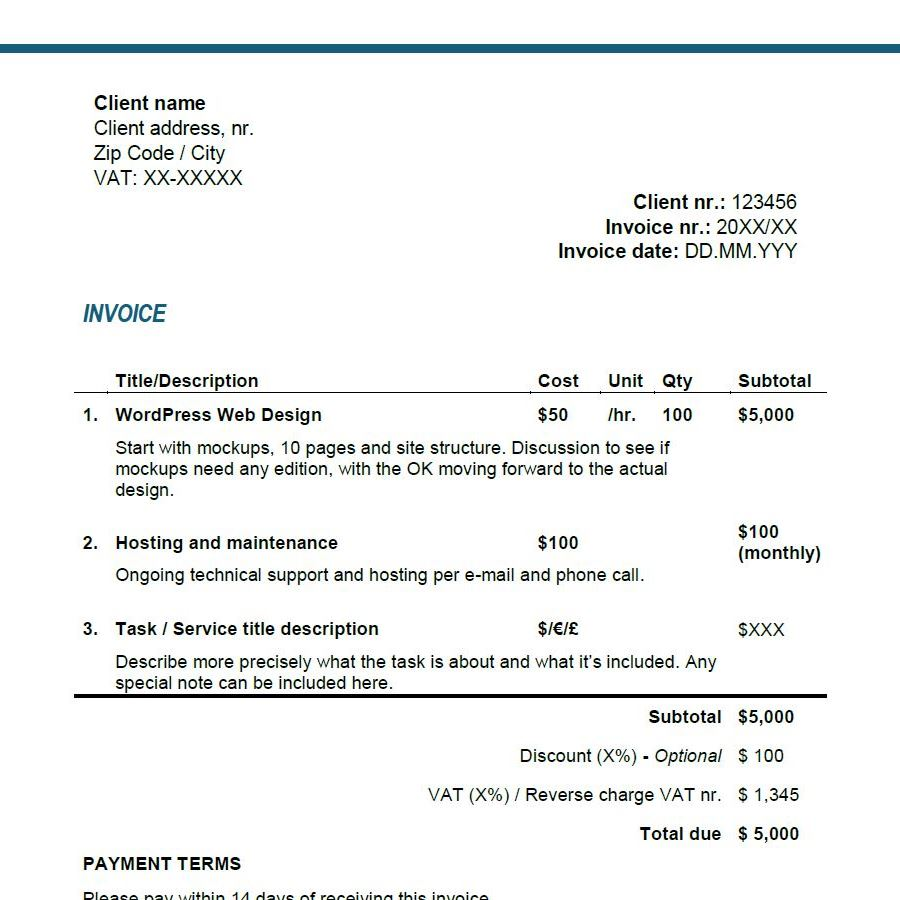 Client name
Client address, nr.
Zip Code / City
VAT: XX-XXXXX
Client nr.: 123456
Invoice nr.: 20XX/XX
Invoice date: DD.MM.YYY
INVOICE
Title/Description Cost Unit Qty Subtotal
1. WordPress Web Design $50 /hr. 100 $5,000
Start with mockups, 10 pages and site structure. Discussion to see if
mockups need any edition, with the OK moving forward to the actual
design.
2. Hosting and maintenance $100 $100
(monthly)
Ongoing technical support and hosting per e-mail and phone call.
3. Task / Service title description $/€/£ $XXX
Describe more precisely what the task is about and what it's included. Any
special note can be included here.
Subtotal $5,000
Discount (X%) - Optional $ 100
VAT (X%) / Reverse charge VAT nr. $ 1,345
Total due $ 5,000
PAYMENT TERMS
Please pay within 14 days of receiving this invoice